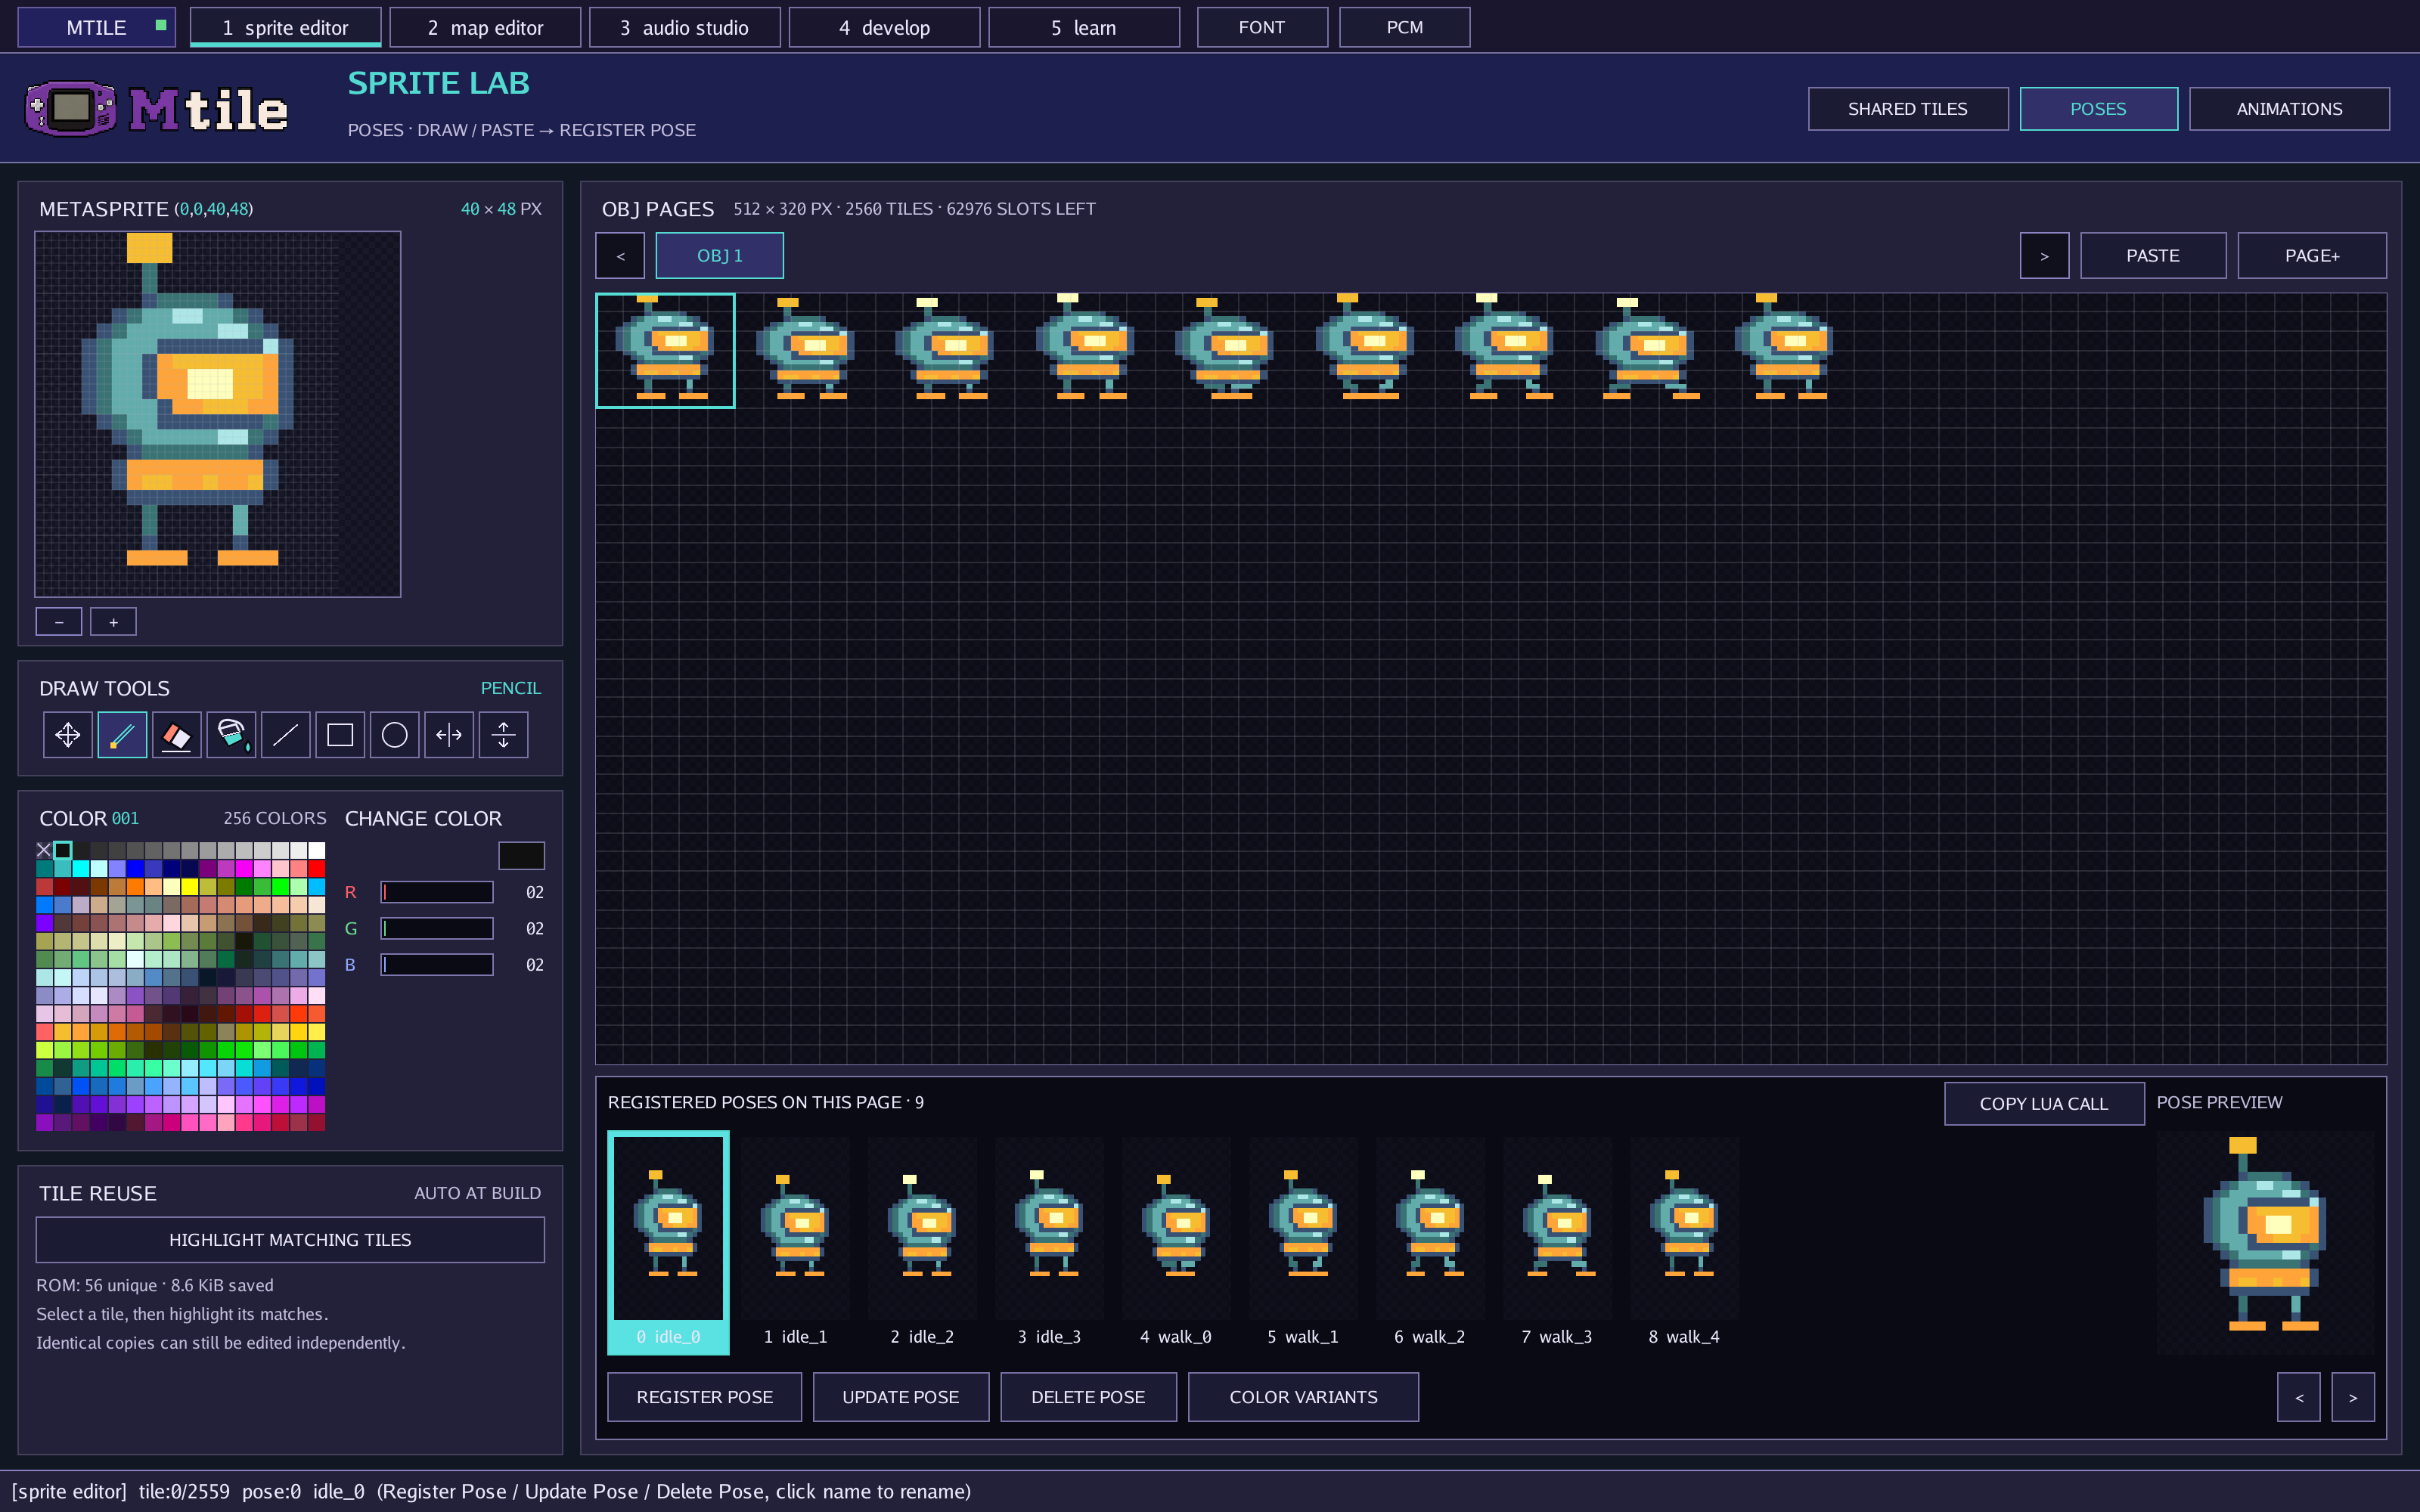 MTILE
1 sprite editor
2 map editor
3 audio studio
4 develop
5 learn
FONT
PCM
Mtile
SPRITE LAB
POSES · DRAW / PASTE → REGISTER POSE
SHARED TILES
POSES
ANIMATIONS
METASPRITE (0,0,40,48)
40 × 48 PX
− +
DRAW TOOLS
PENCIL
COLOR 001
256 COLORS
CHANGE COLOR
R 02
G 02
B 02
TILE REUSE
AUTO AT BUILD
HIGHLIGHT MATCHING TILES
ROM: 56 unique · 8.6 KiB saved
Select a tile, then highlight its matches.
Identical copies can still be edited independently.
OBJ PAGES 512 × 320 PX · 2560 TILES · 62976 SLOTS LEFT
< OBJ 1
> PASTE PAGE+
REGISTERED POSES ON THIS PAGE · 9
COPY LUA CALL
POSE PREVIEW
0 idle_0
1 idle_1
2 idle_2
3 idle_3
4 walk_0
5 walk_1
6 walk_2
7 walk_3
8 walk_4
REGISTER POSE
UPDATE POSE
DELETE POSE
COLOR VARIANTS
< >
[sprite editor] tile:0/2559 pose:0 idle_0 (Register Pose / Update Pose / Delete Pose, click name to rename)